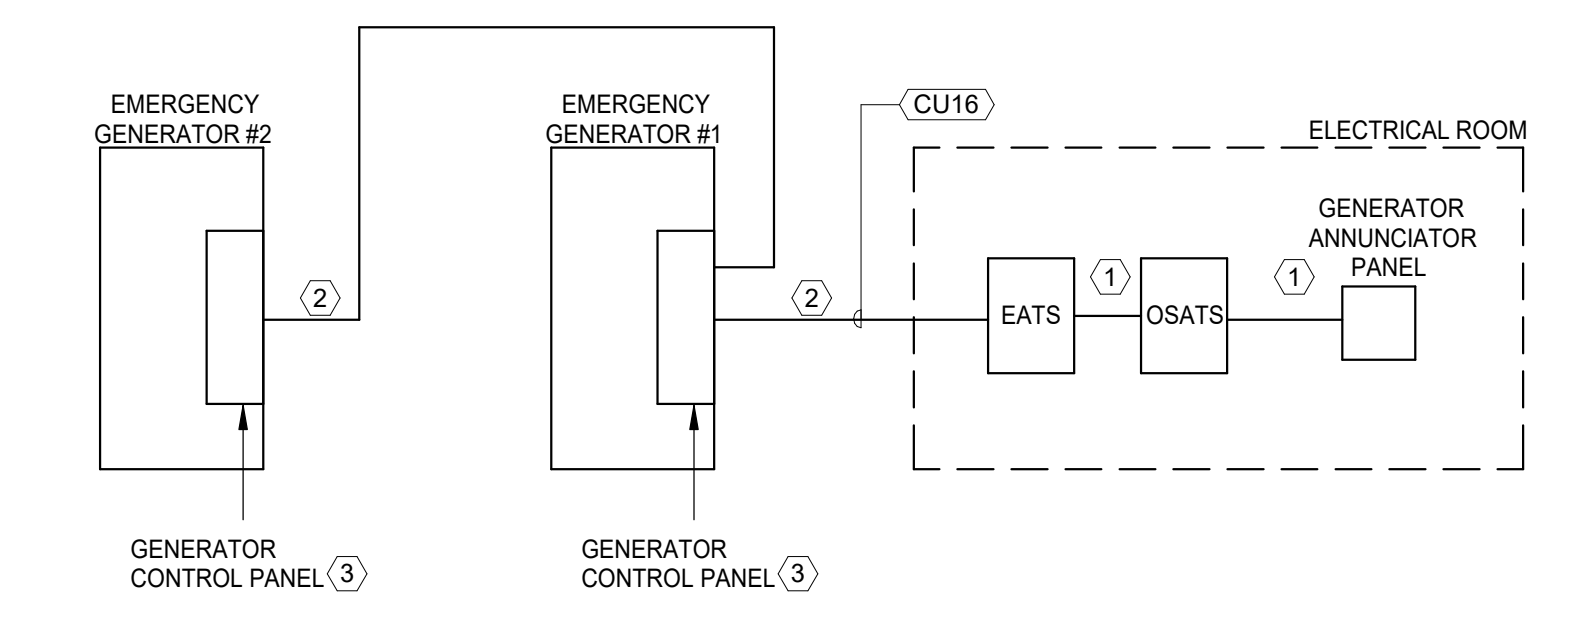 EMERGENCY
GENERATOR #2
EMERGENCY
GENERATOR #1
CU16
ELECTRICAL ROOM
GENERATOR
ANNUNCIATOR
PANEL
2
2
1
1
EATS
OSATS
GENERATOR
CONTROL PANEL 3
GENERATOR
CONTROL PANEL 3